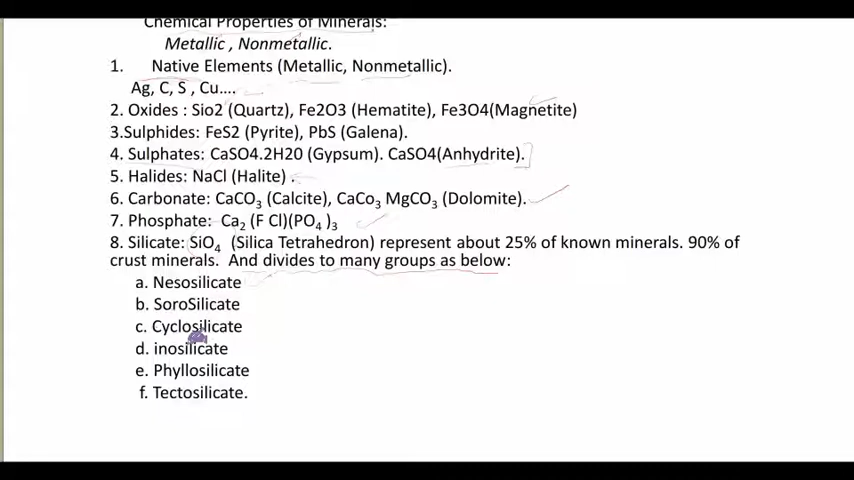 Chemical Properties of Minerals:
Metallic , Nonmetallic.
1. Native Elements (Metallic, Nonmetallic).
Ag, C, S , Cu....
2. Oxides : Sio2 (Quartz), Fe2O3 (Hematite), Fe3O4(Magnetite)
3.Sulphides: FeS2 (Pyrite), PbS (Galena).
4. Sulphates: CaSO4.2H20 (Gypsum). CaSO4(Anhydrite).
5. Halides: NaCl (Halite) .
6. Carbonate: CaCO₃ (Calcite), CaCo₃ MgCO₃ (Dolomite).
7. Phosphate: Ca₂ (F Cl)(PO₄ )₃
8. Silicate: SiO₄ (Silica Tetrahedron) represent about 25% of known minerals. 90% of
crust minerals. And divides to many groups as below:
a. Nesosilicate
b. SoroSilicate
c. Cyclosilicate
d. inosilicate
e. Phyllosilicate
f. Tectosilicate.